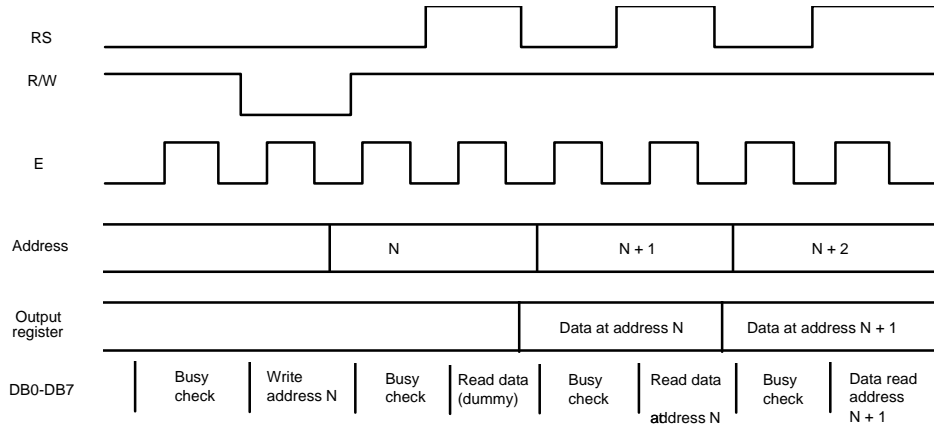 RS
R/W
E
Address
N
N + 1
N + 2
Output
register
Data at address N
Data at address N + 1
DB0-DB7
Busy
check
Write
address N
Busy
check
Read data
(dummy)
Busy
check
Read data
address N
Busy
check
Data read
address
N + 1